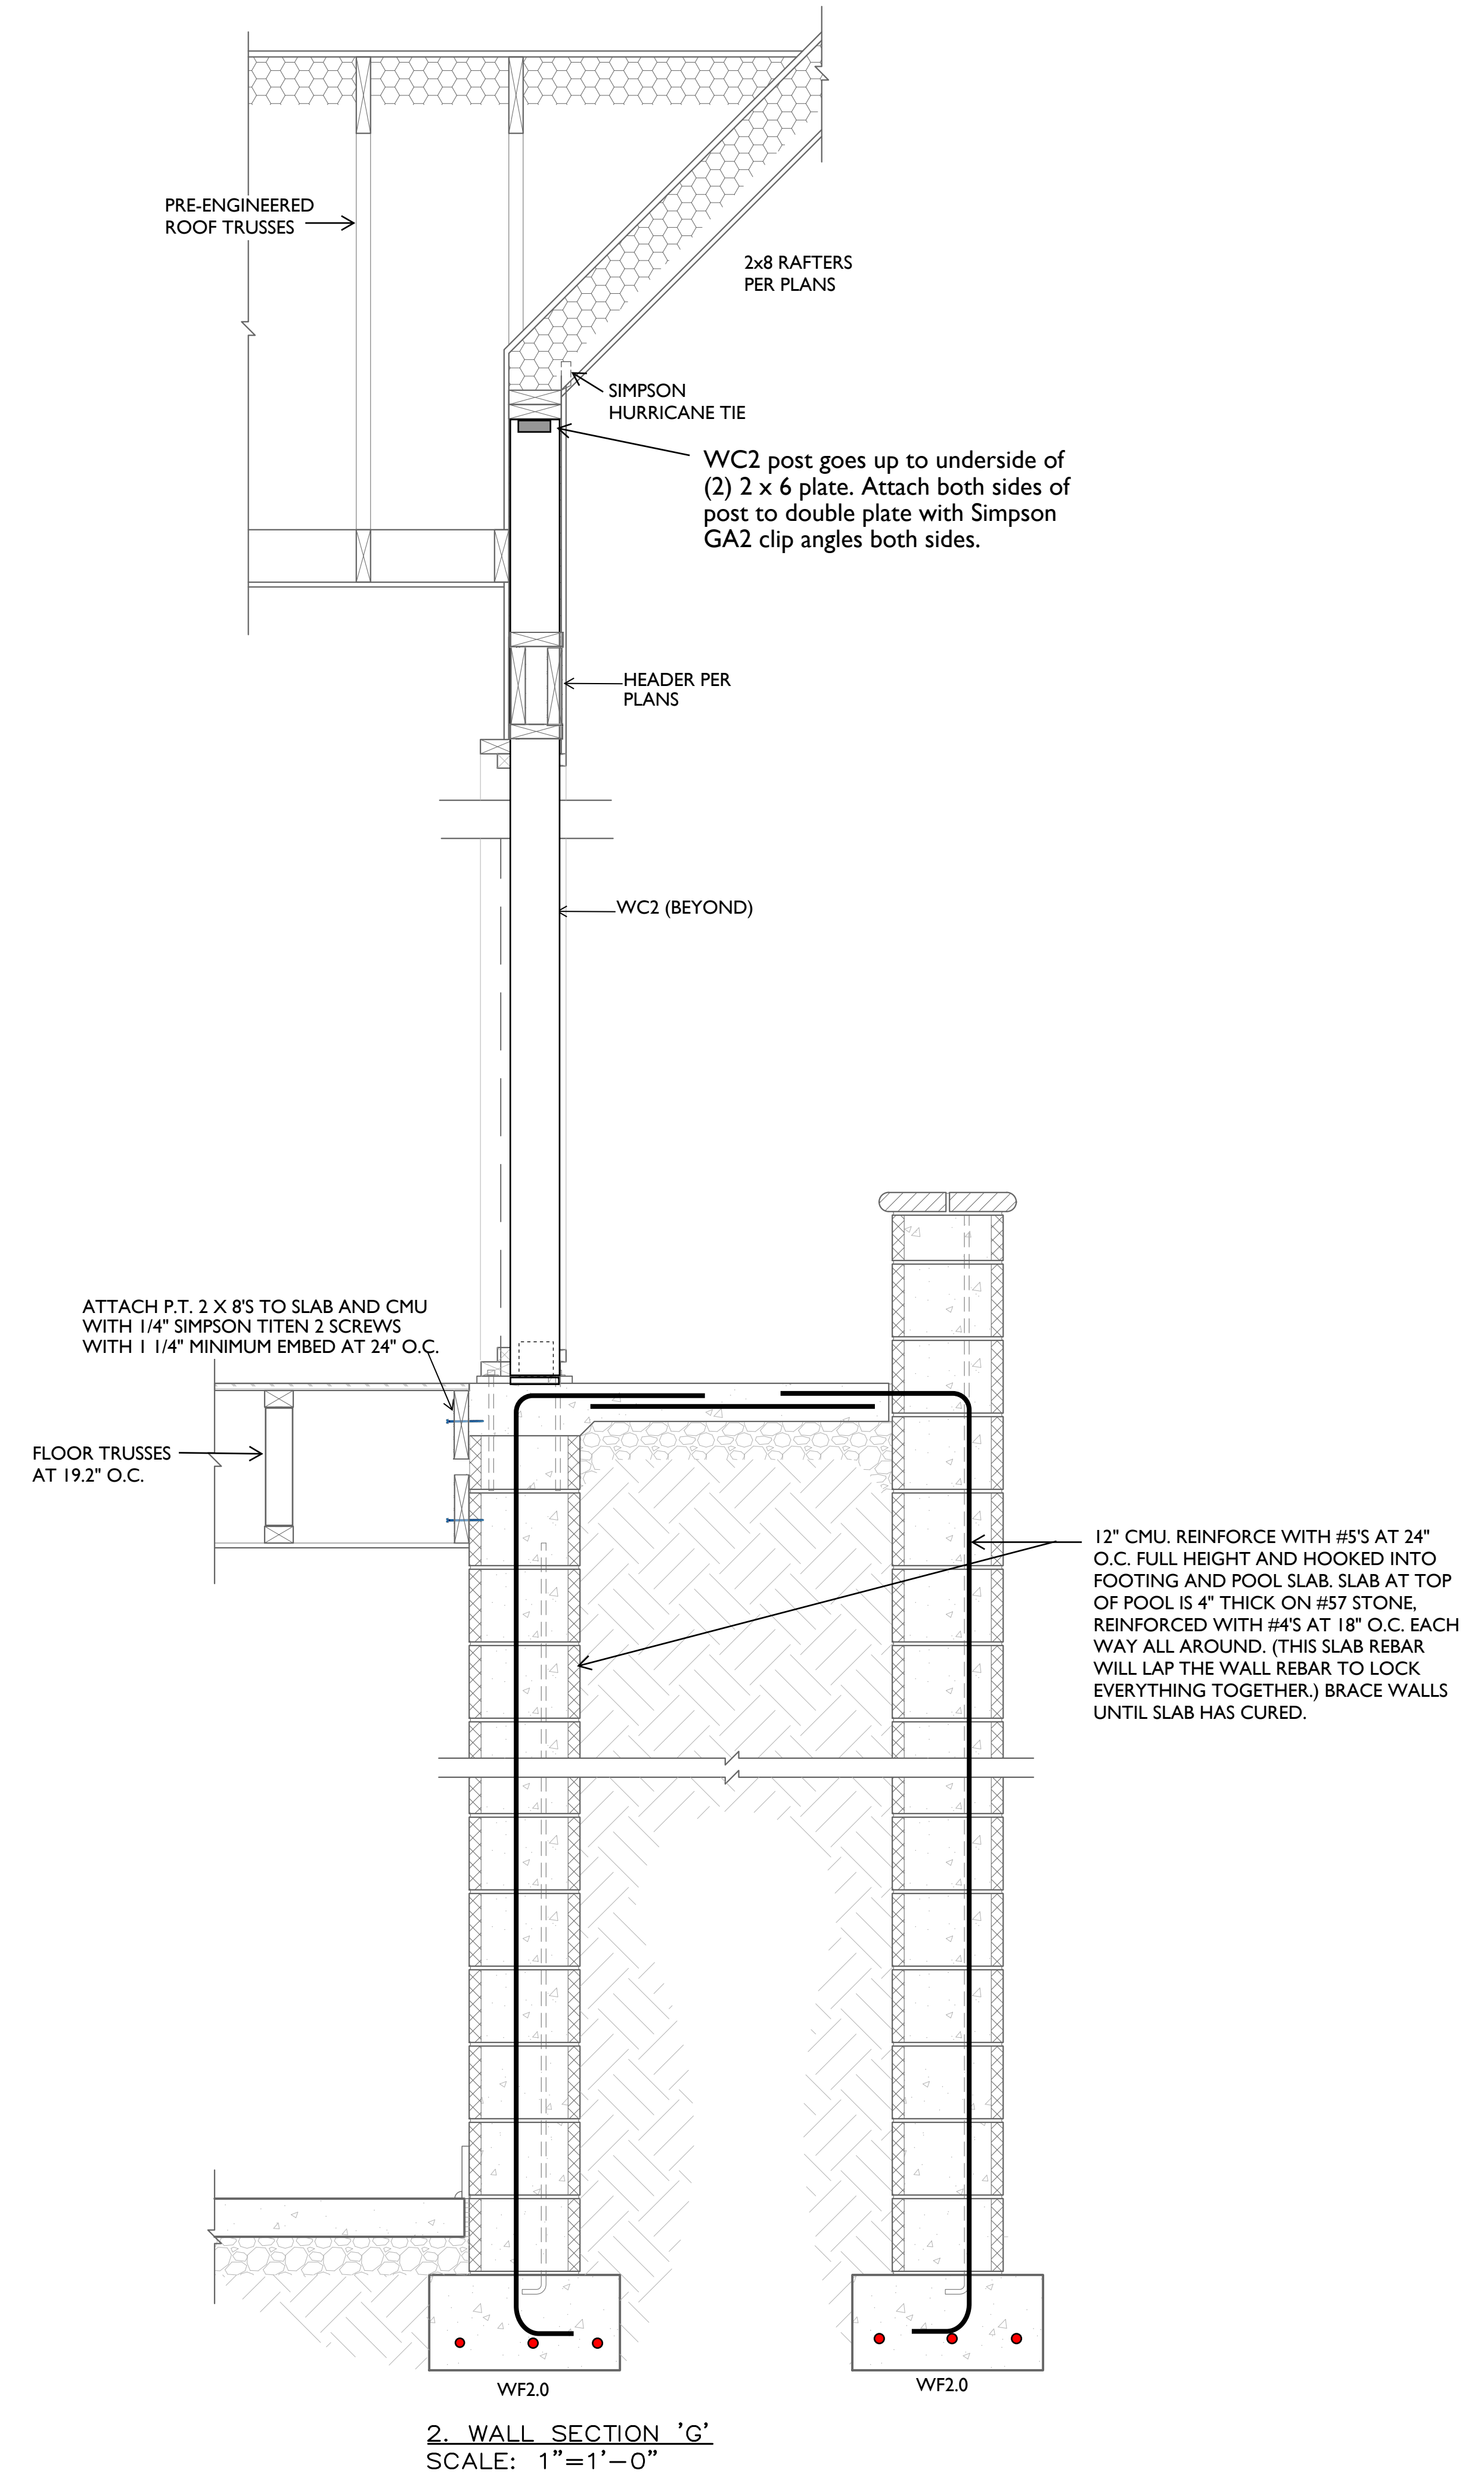 PRE-ENGINEERED
ROOF TRUSSES
2x8 RAFTERS
PER PLANS
SIMPSON
HURRICANE TIE
WC2 post goes up to underside of
(2) 2 x 6 plate. Attach both sides of
post to double plate with Simpson
GA2 clip angles both sides.
HEADER PER
PLANS
WC2 (BEYOND)
ATTACH P.T. 2 X 8'S TO SLAB AND CMU
WITH 1/4" SIMPSON TITEN 2 SCREWS
WITH 1 1/4" MINIMUM EMBED AT 24" O.C.
FLOOR TRUSSES
AT 19.2" O.C.
12" CMU. REINFORCE WITH #5'S AT 24"
O.C. FULL HEIGHT AND HOOKED INTO
FOOTING AND POOL SLAB. SLAB AT TOP
OF POOL IS 4" THICK ON #57 STONE,
REINFORCED WITH #4'S AT 18" O.C. EACH
WAY ALL AROUND. (THIS SLAB REBAR
WILL LAP THE WALL REBAR TO LOCK
EVERYTHING TOGETHER.) BRACE WALLS
UNTIL SLAB HAS CURED.
WF2.0
WF2.0
2. WALL SECTION 'G'
SCALE: 1"=1'-0"